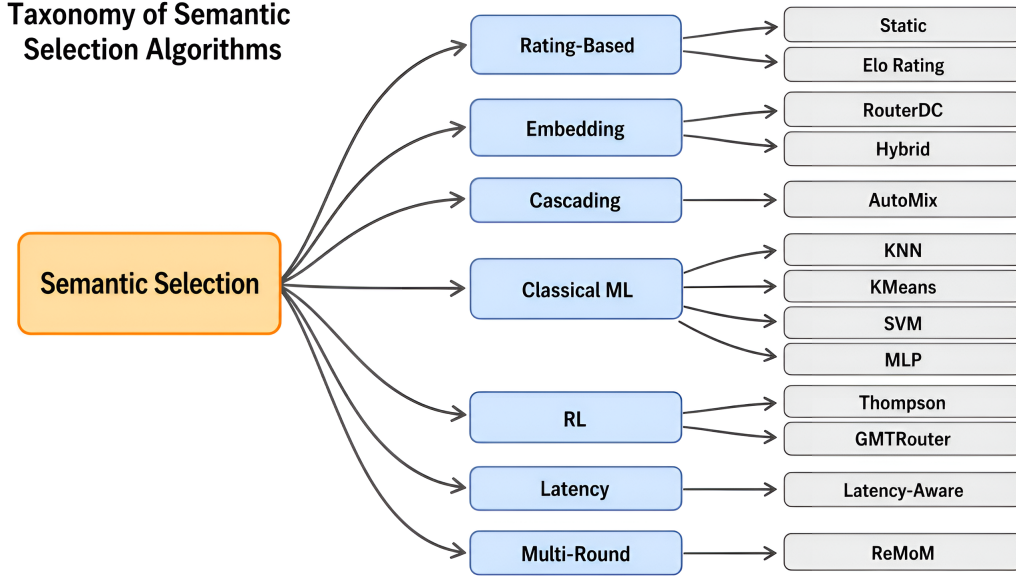 Taxonomy of Semantic
Selection Algorithms
Semantic Selection
Rating-Based
Static
Elo Rating
Embedding
RouterDC
Hybrid
Cascading
AutoMix
Classical ML
KNN
KMeans
SVM
MLP
RL
Thompson
GMTRouter
Latency
Latency-Aware
Multi-Round
ReMoM